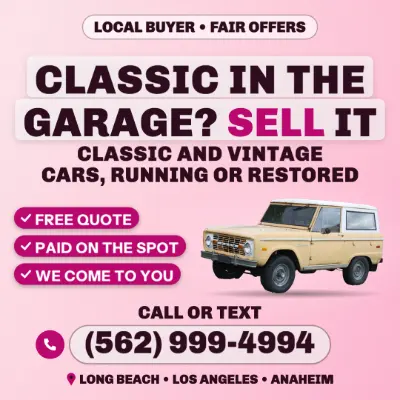 LOCAL BUYER • FAIR OFFERS
CLASSIC IN THE
GARAGE? SELL IT
CLASSIC AND VINTAGE
CARS, RUNNING OR RESTORED
FREE QUOTE
PAID ON THE SPOT
WE COME TO YOU
CALL OR TEXT
(562) 999-4994
LONG BEACH • LOS ANGELES • ANAHEIM